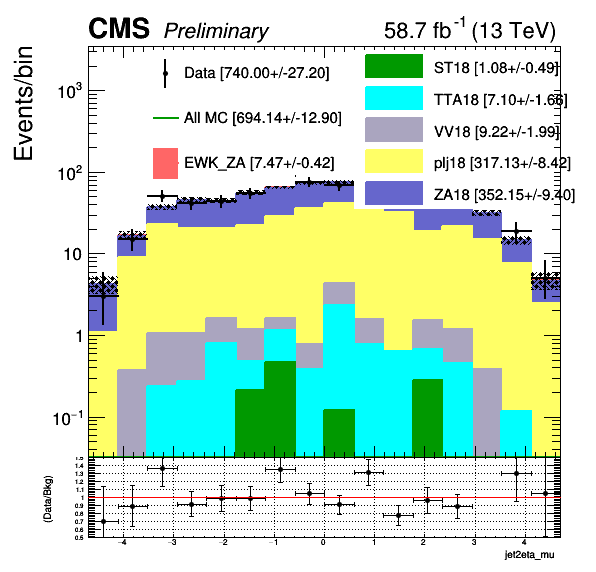 CMS Preliminary 58.7 fb⁻¹ (13 TeV)
Events/bin
Data [740.00+/-27.20]
All MC [694.14+/-12.90]
EWK_ZA [7.47+/-0.42]
ST18 [1.08+/-0.49]
TTA18 [7.10+/-1.66]
VV18 [9.22+/-1.99]
plj18 [317.13+/-8.42]
ZA18 [352.15+/-9.40]
10³
10²
10
1
10⁻¹
(Data/Bkg)
1.5
1.4
1.3
1.2
1.1
1
0.9
0.8
0.7
0.6
0.5
−4 −3 −2 −1 0 1 2 3 4
jet2eta_mu